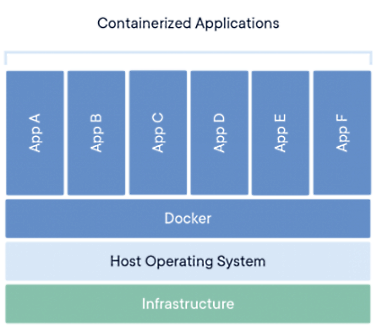 Containerized Applications
App A
App B
App C
App D
App E
App F
Docker
Host Operating System
Infrastructure